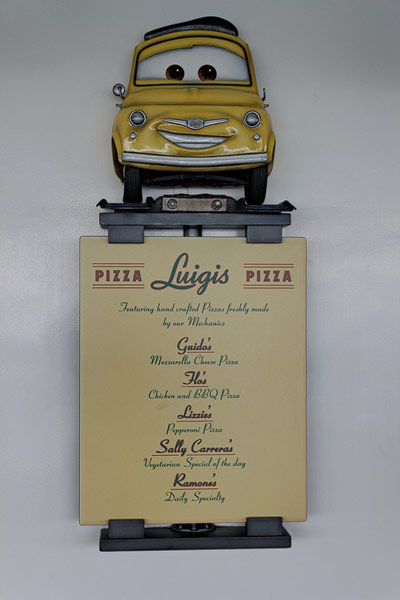 PIZZA Luigis PIZZA
Featuring hand crafted Pizzas freshly made
by our Mechanics
Guido's
Mozzarella Cheese Pizza
Flo's
Chicken and BBQ Pizza
Lizzie's
Pepperoni Pizza
Sally Carrera's
Vegetarian Special of the day
Ramone's
Daily Specialty